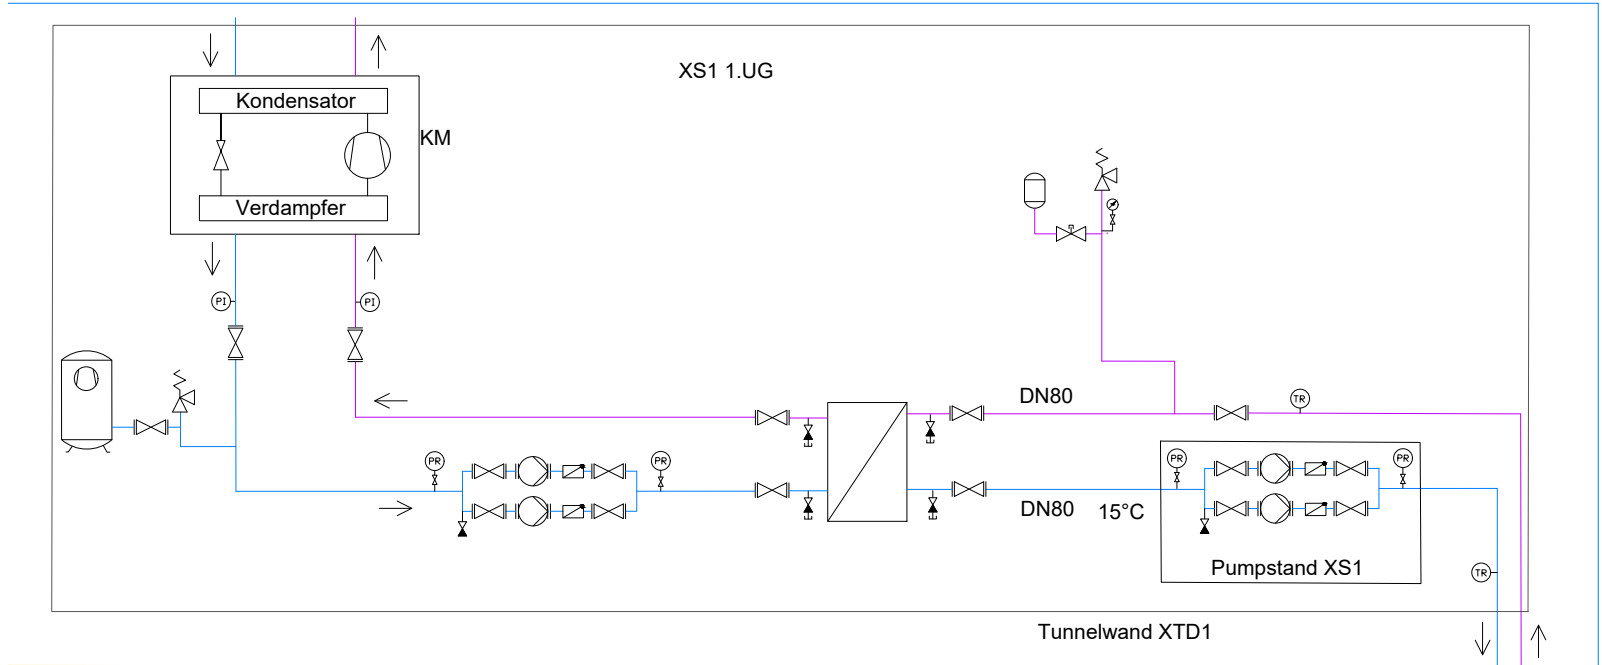 XS1 1.UG
Kondensator
KM
Verdampfer
PI
PI
DN80
TR
PR
PR
PR
PR
DN80
15°C
Pumpstand XS1
TR
Tunnelwand XTD1